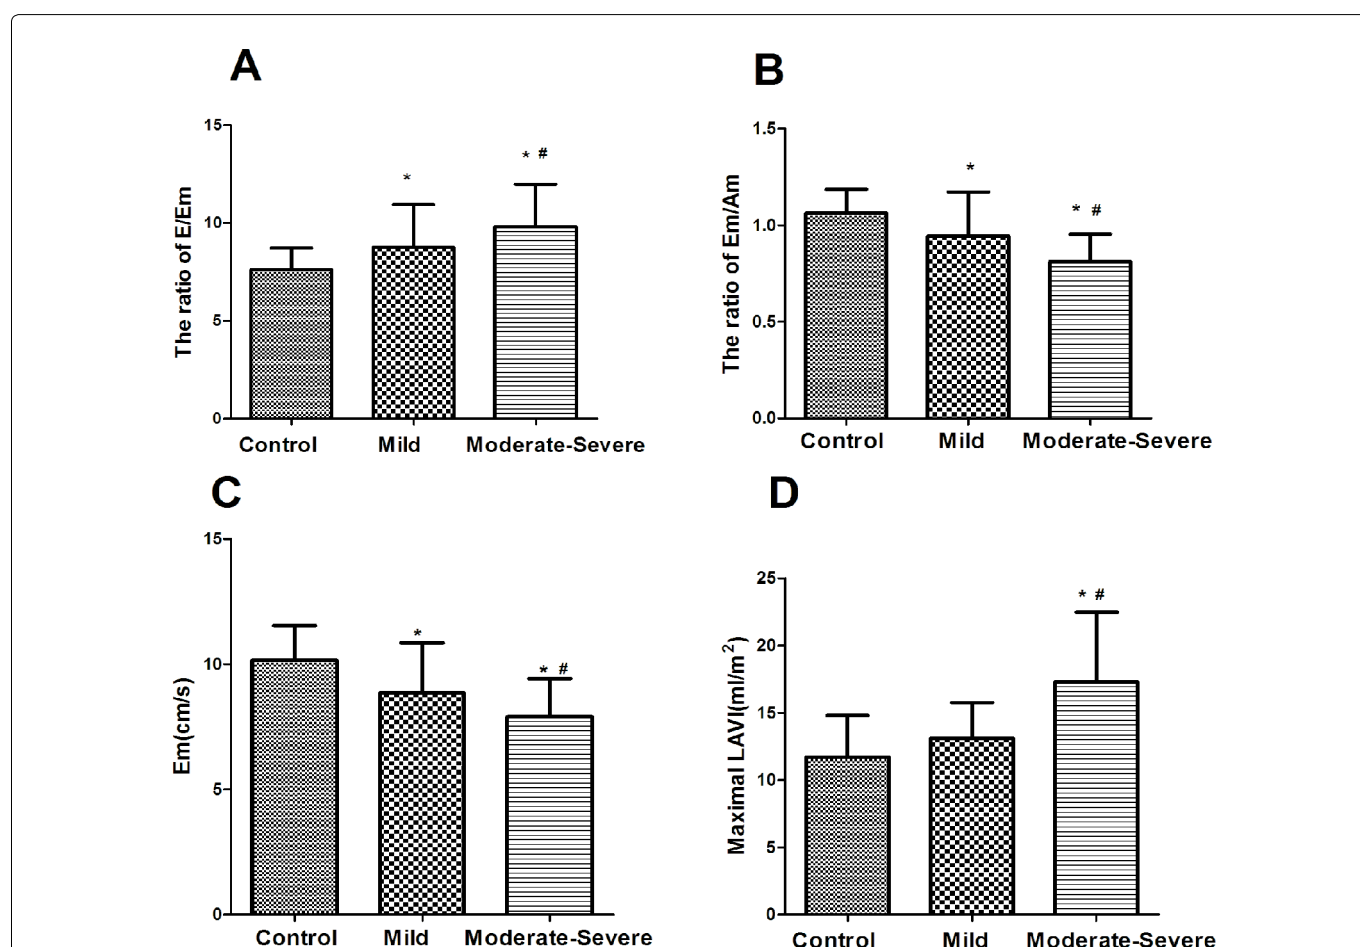 A
15
10
5
0
The ratio of E/Em
*
* #
Control Mild Moderate-Severe
B
1.5
1.0
0.5
0.0
The ratio of Em/Am
*
* #
Control Mild Moderate-Severe
C
15
10
5
0
Em(cm/s)
*
* #
Control Mild Moderate-Severe
D
25
20
15
10
5
0
Maximal LAVI(ml/m²)
* #
Control Mild Moderate-Severe